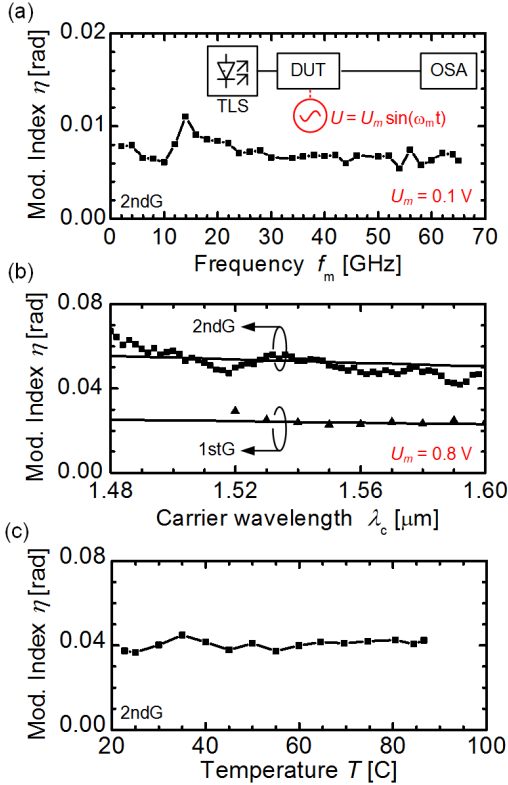 (a)
0.02
0.01
0.00
Mod. Index η [rad]
TLS
DUT
OSA
U = Uₘ sin(ωₘt)
2ndG
Uₘ = 0.1 V
0 10 20 30 40 50 60 70
Frequency fₘ [GHz]
(b)
0.08
0.04
0.00
Mod. Index η [rad]
2ndG
1stG
Uₘ = 0.8 V
1.48 1.52 1.56 1.60
Carrier wavelength λc [μm]
(c)
0.08
0.04
0.00
Mod. Index η [rad]
2ndG
20 40 60 80 100
Temperature T [C]